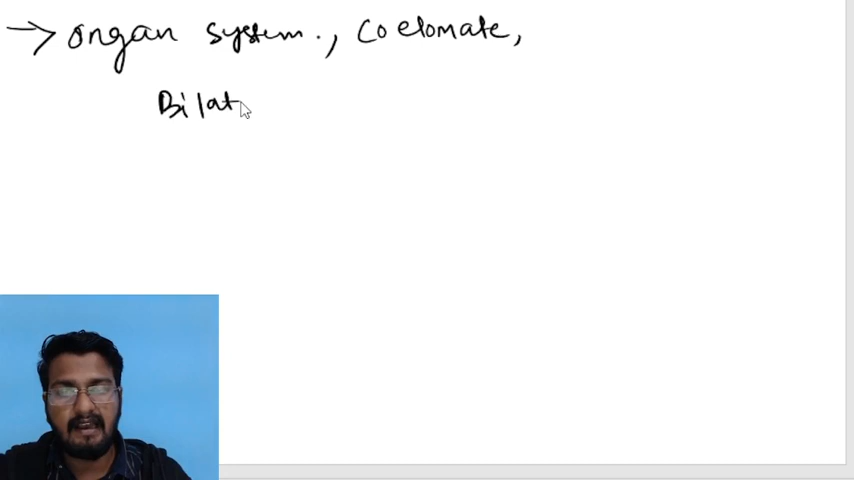 → organ system., Coelomate,
Bilat